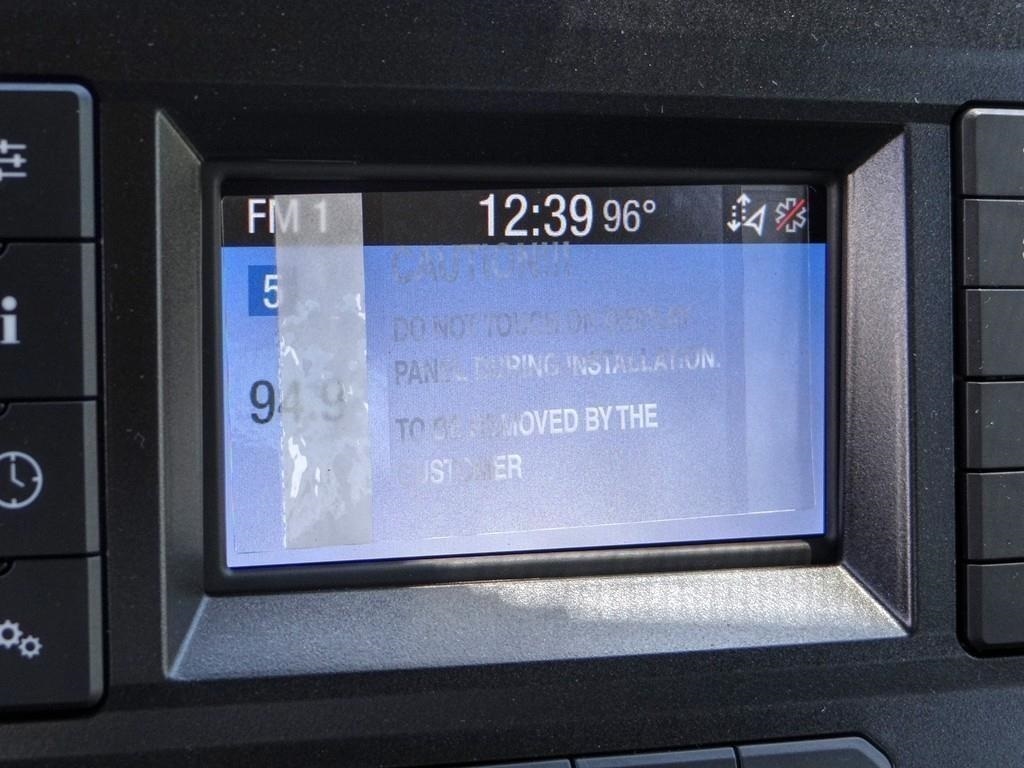 FM 1 12:39 96°
5
CAUTION!!!
DO NOT TOUCH ON DISPLAY
PANEL DURING INSTALLATION.
94.9
TO BE REMOVED BY THE
CUSTOMER
i